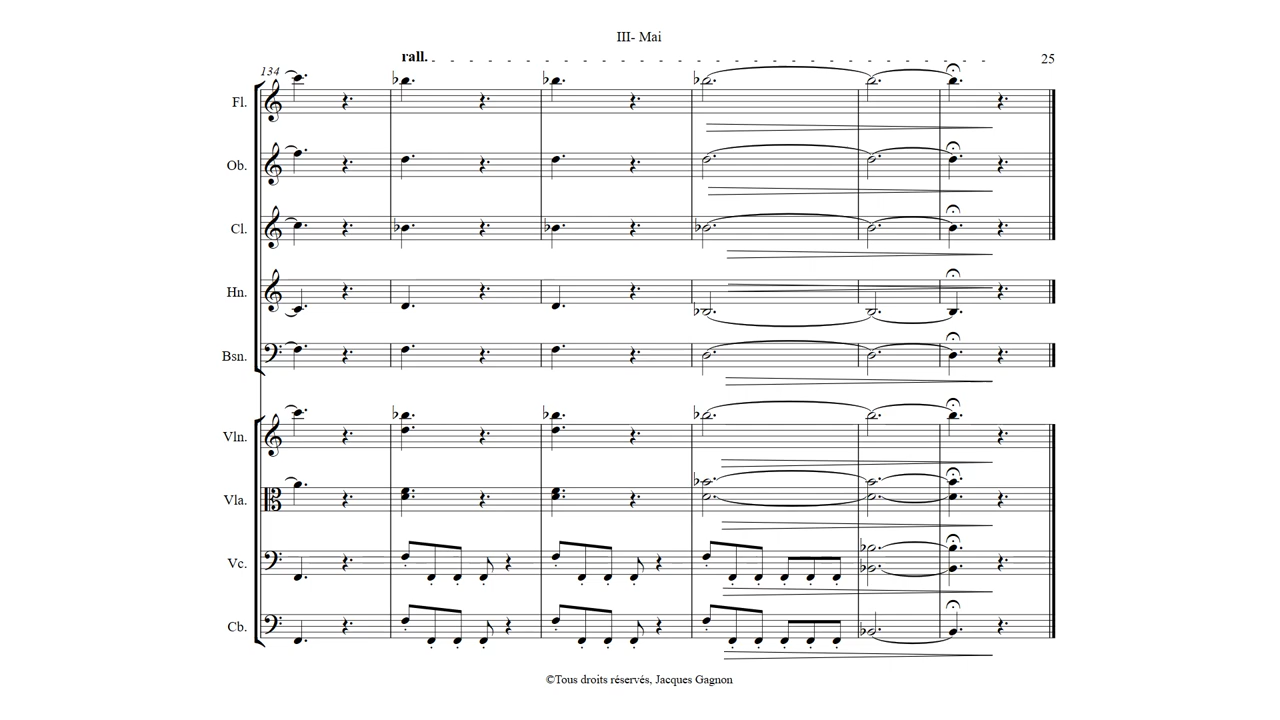 III- Mai
rall.
25
134
Fl.
Ob.
Cl.
Hn.
Bsn.
Vln.
Vla.
Vc.
Cb.
©Tous droits réservés, Jacques Gagnon